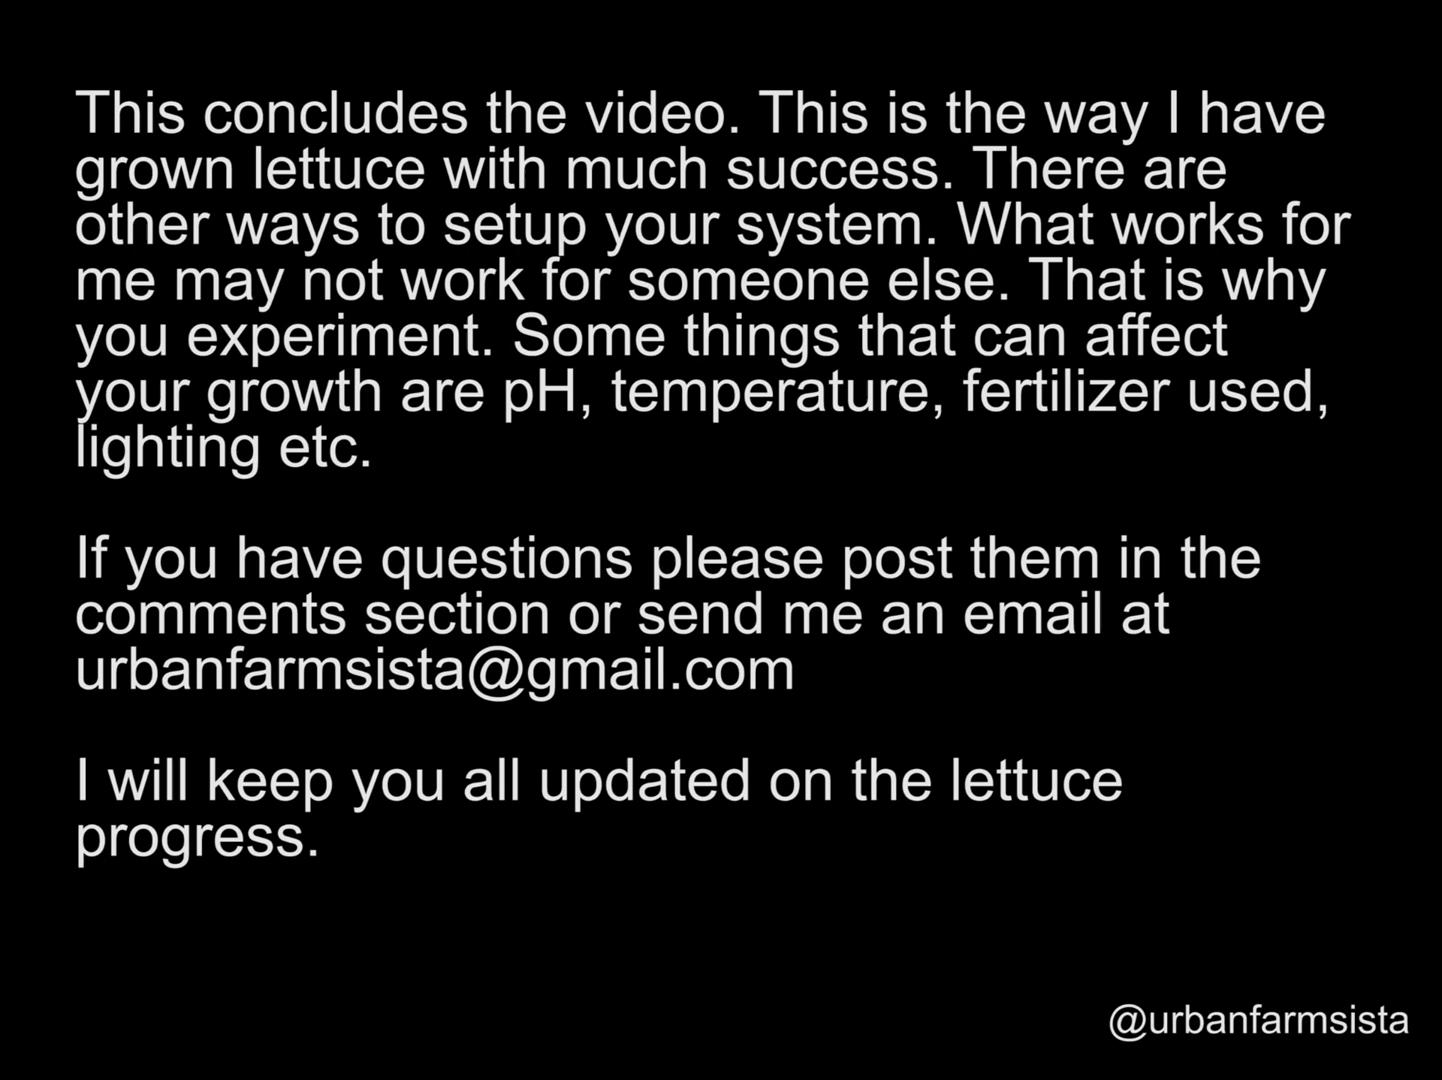 This concludes the video. This is the way I have
grown lettuce with much success. There are
other ways to setup your system. What works for
me may not work for someone else. That is why
you experiment. Some things that can affect
your growth are pH, temperature, fertilizer used,
lighting etc.
If you have questions please post them in the
comments section or send me an email at
urbanfarmsista@gmail.com
I will keep you all updated on the lettuce
progress.
@urbanfarmsista